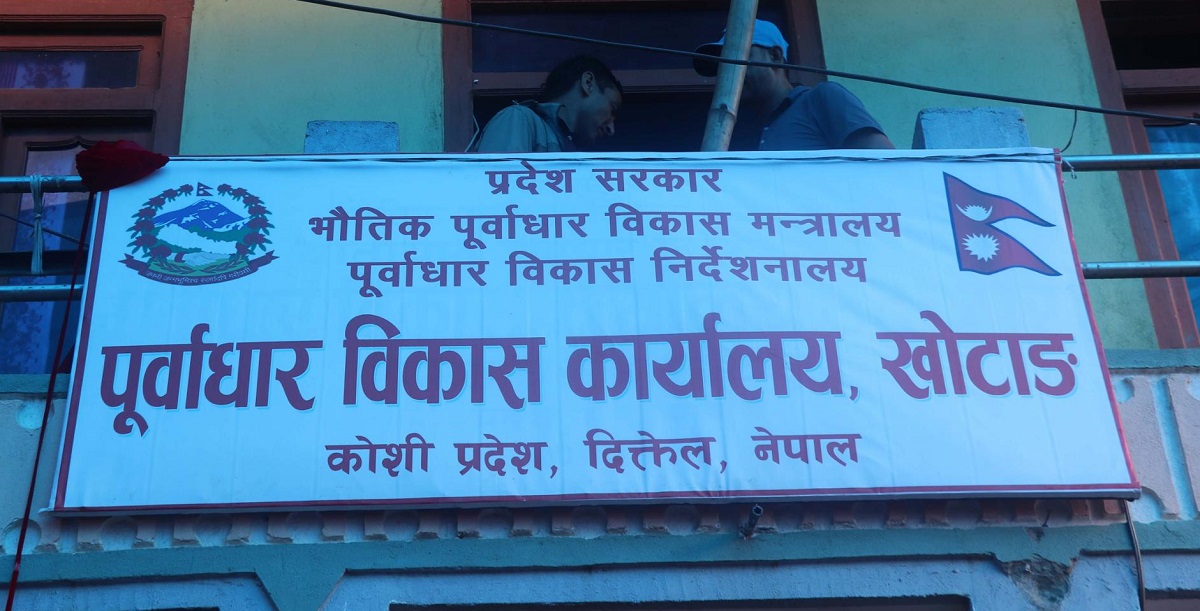 प्रदेश सरकार
भौतिक पूर्वाधार विकास मन्त्रालय
पूर्वाधार विकास निर्देशनालय
पूर्वाधार विकास कार्यालय, खोटाङ
कोशी प्रदेश, दिक्तेल, नेपाल